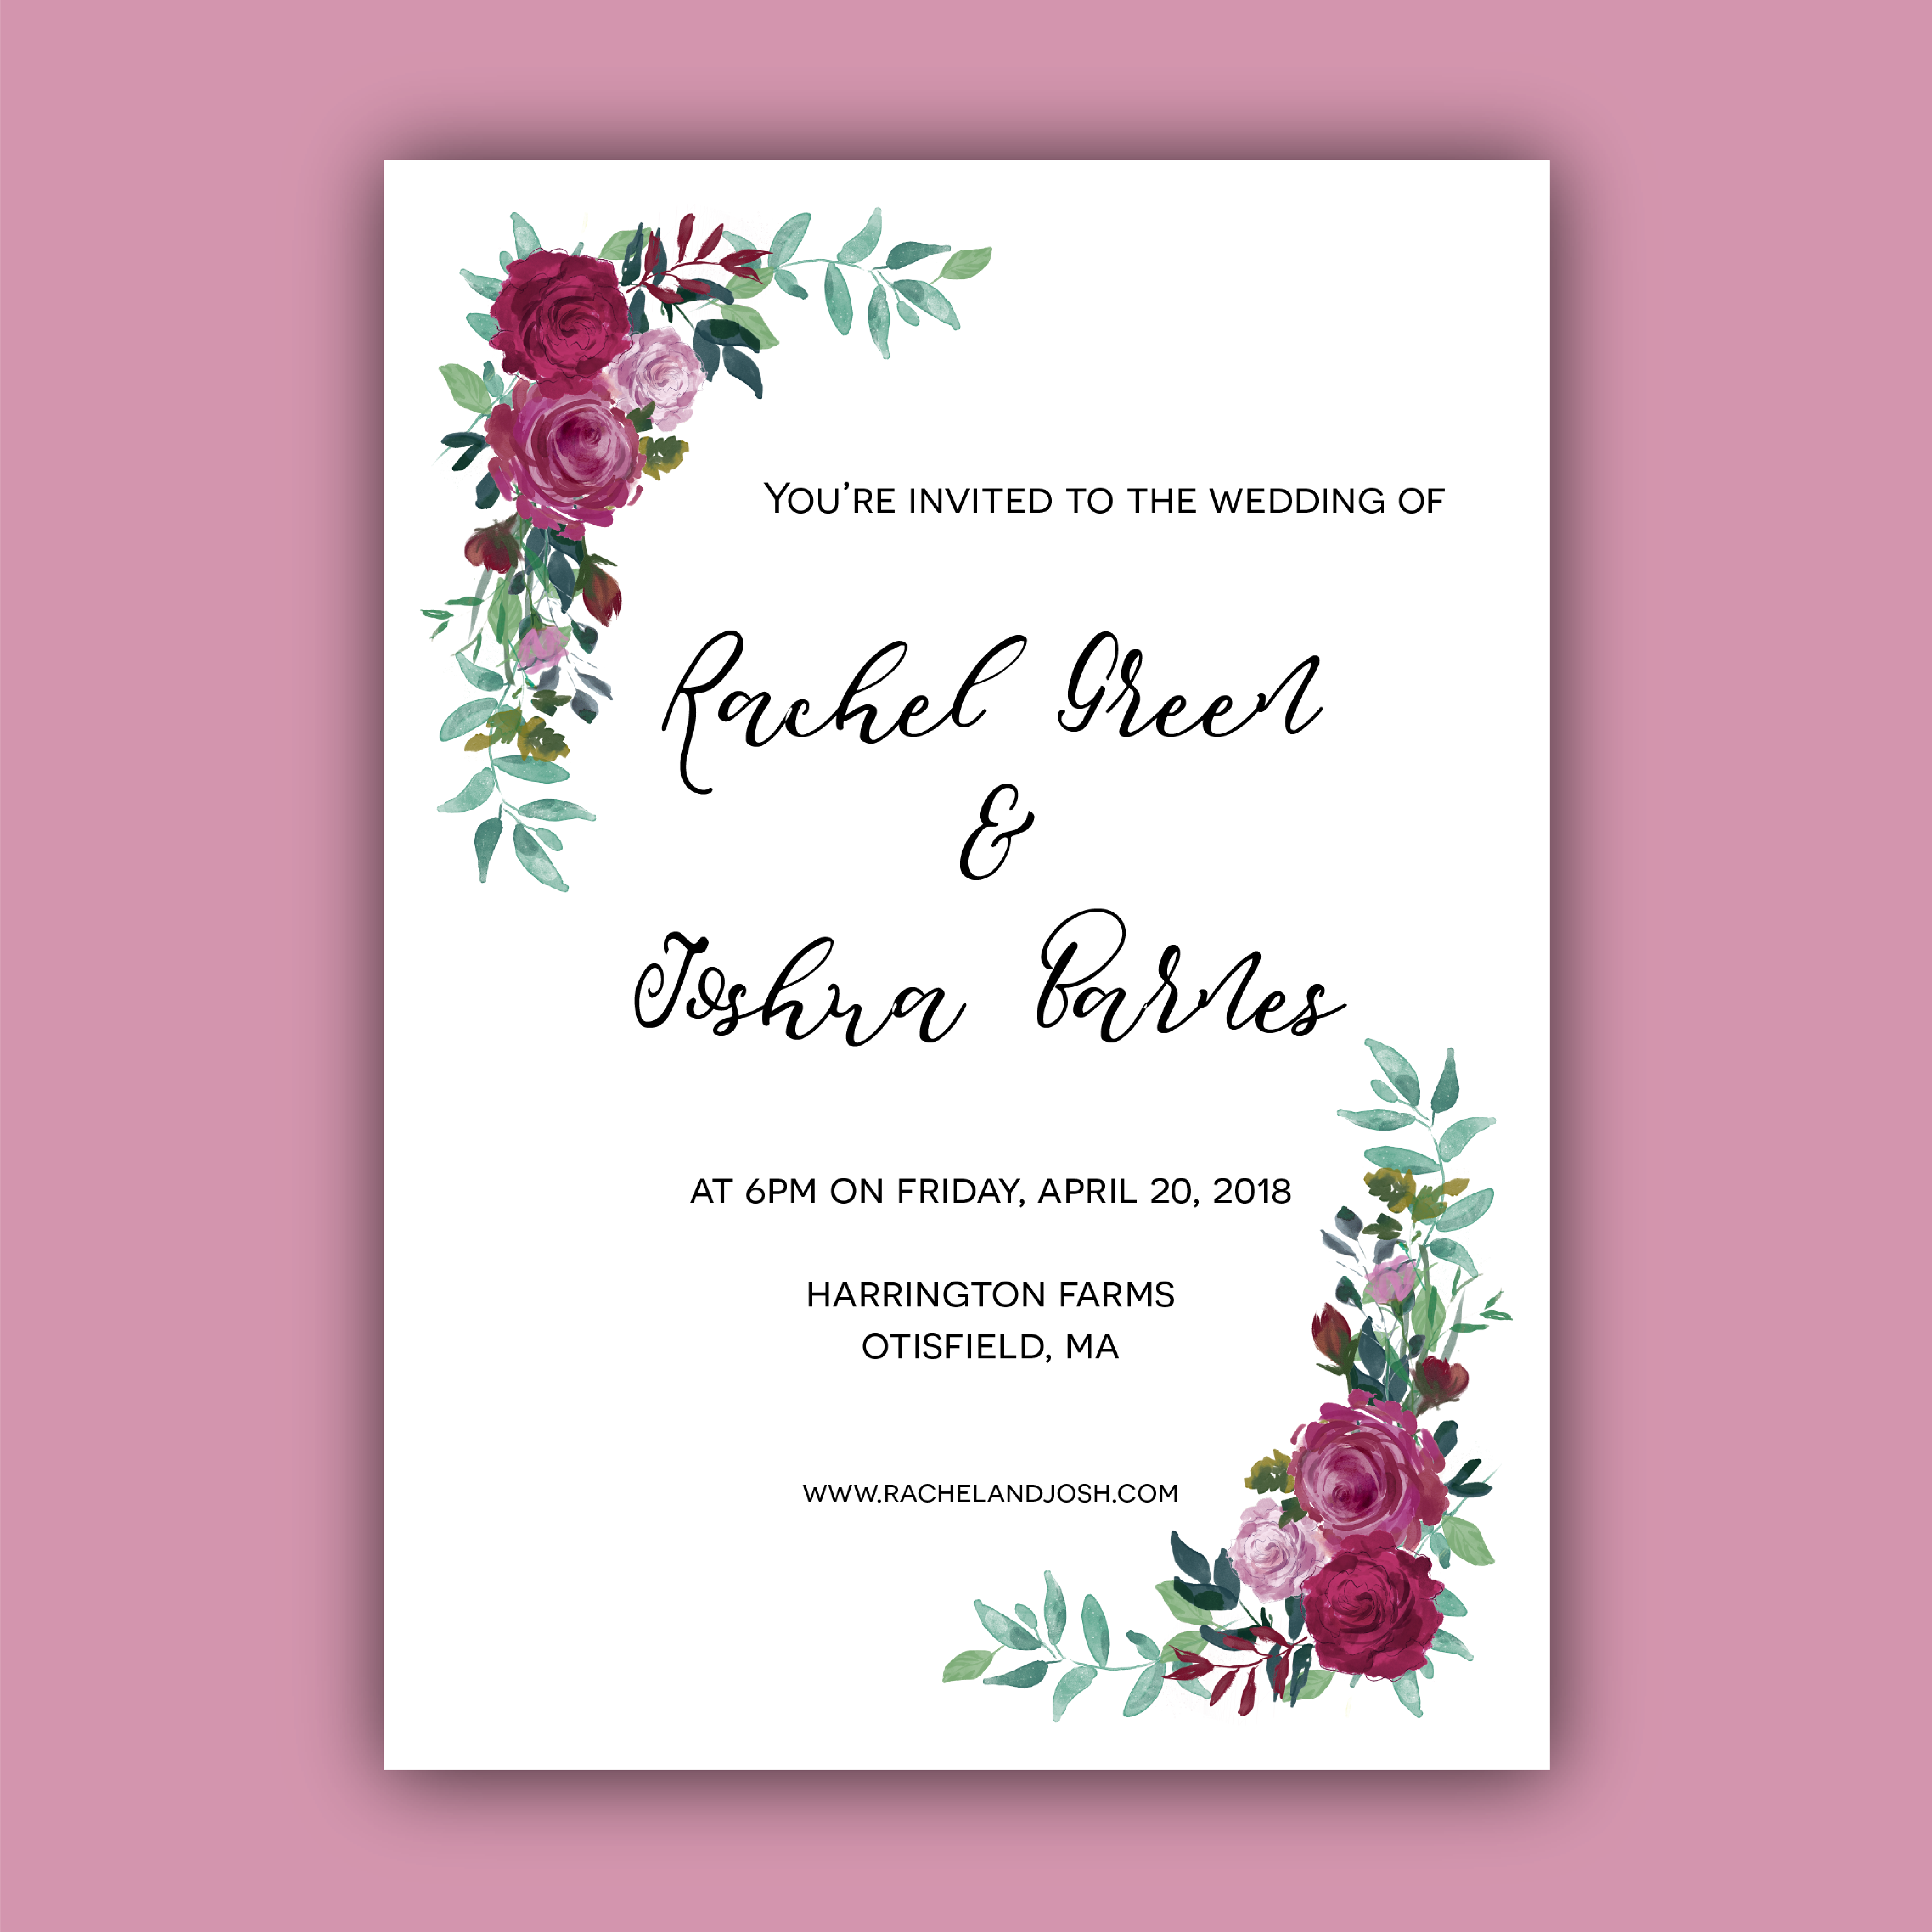 You're invited to the wedding of
Rachel Green
&
Joshua Barnes
AT 6PM ON FRIDAY, APRIL 20, 2018
HARRINGTON FARMS
OTISFIELD, MA
WWW.RACHELANDJOSH.COM